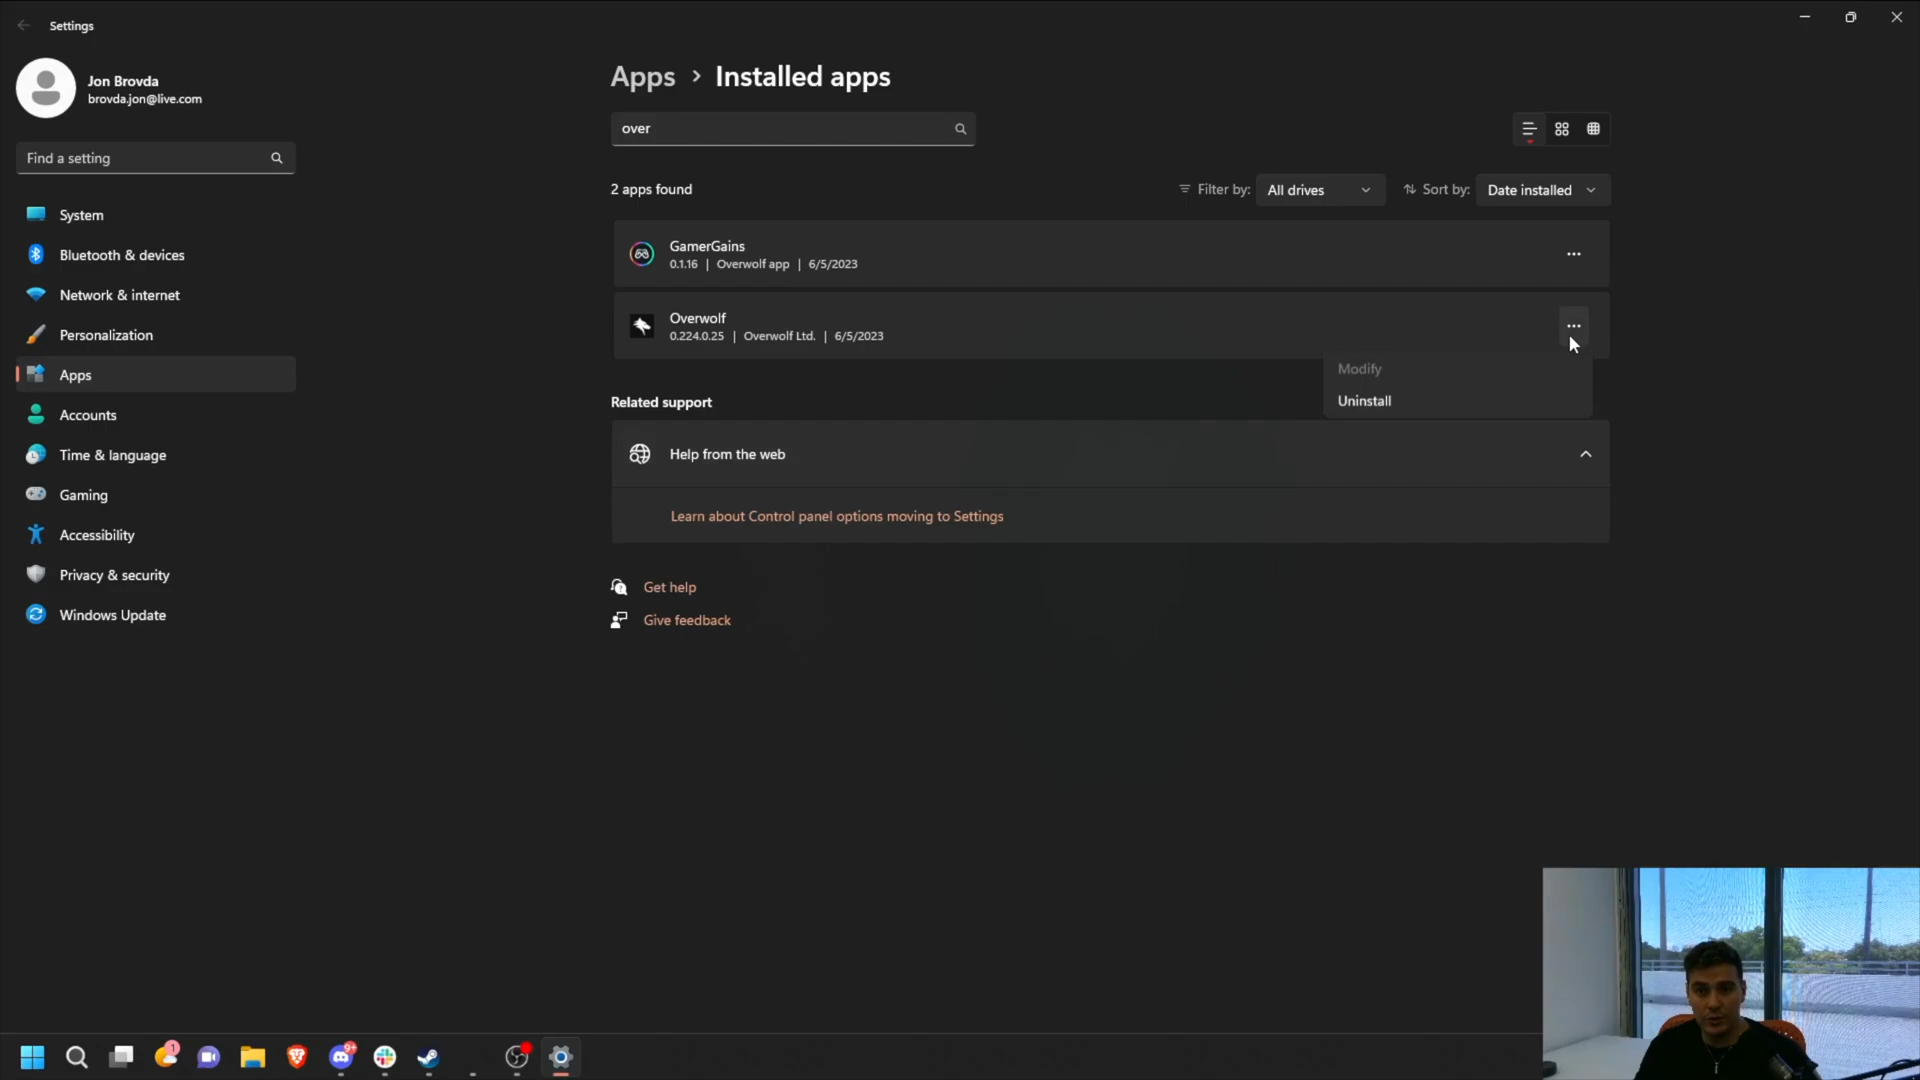 Settings
Jon Brovda
brovda.jon@live.com
Find a setting
System
Bluetooth & devices
Network & internet
Personalization
Apps
Accounts
Time & language
Gaming
Accessibility
Privacy & security
Windows Update
Apps > Installed apps
over
2 apps found
Filter by: All drives
Sort by: Date installed
GamerGains
0.1.16 | Overwolf app | 6/5/2023
Overwolf
0.224.0.25 | Overwolf Ltd. | 6/5/2023
Modify
Uninstall
Related support
Help from the web
Learn about Control panel options moving to Settings
Get help
Give feedback
1
9+